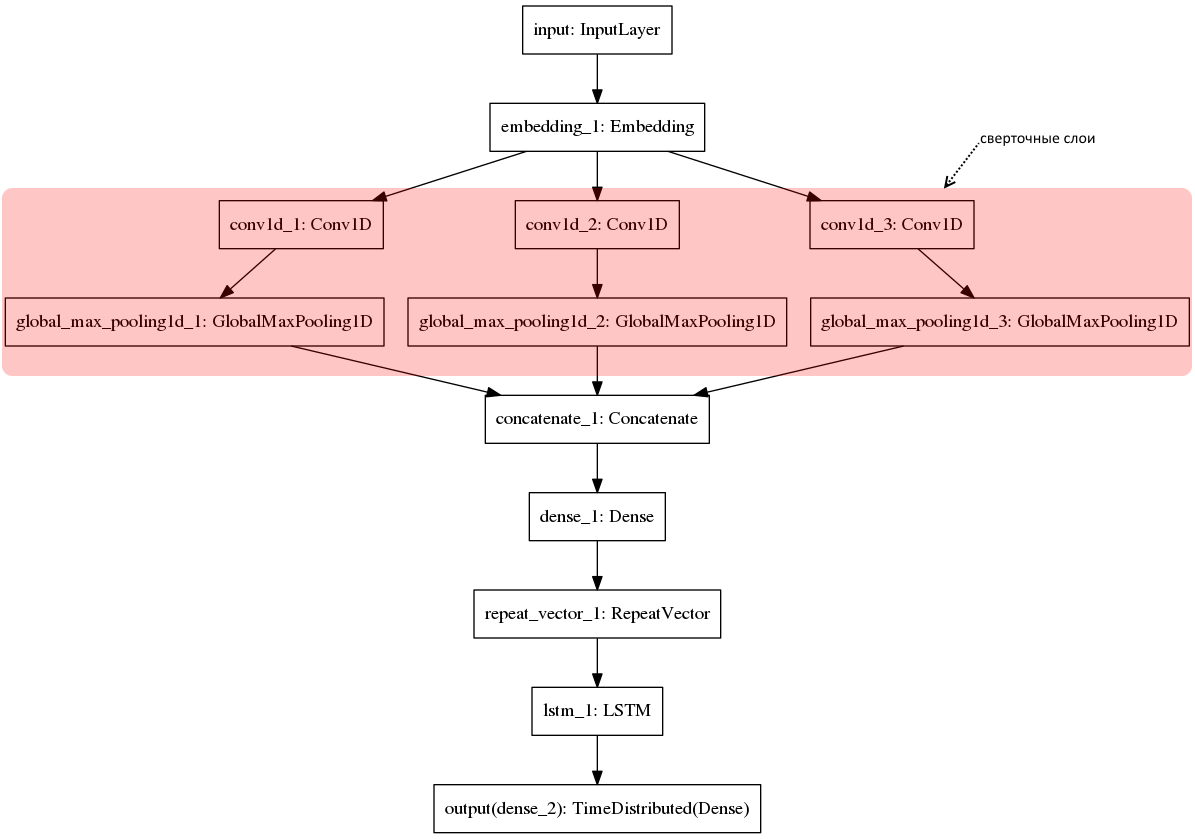 input: InputLayer
embedding_1: Embedding
сверточные слои
conv1d_1: Conv1D
conv1d_2: Conv1D
conv1d_3: Conv1D
global_max_pooling1d_1: GlobalMaxPooling1D
global_max_pooling1d_2: GlobalMaxPooling1D
global_max_pooling1d_3: GlobalMaxPooling1D
concatenate_1: Concatenate
dense_1: Dense
repeat_vector_1: RepeatVector
lstm_1: LSTM
output(dense_2): TimeDistributed(Dense)